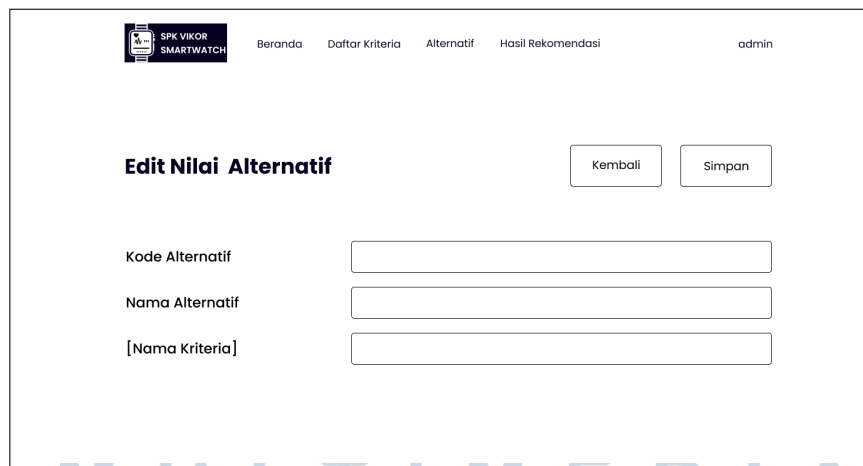 SPK VIKOR
SMARTWATCH
Beranda Daftar Kriteria Alternatif Hasil Rekomendasi admin
Edit Nilai Alternatif
Kembali Simpan
Kode Alternatif
Nama Alternatif
[Nama Kriteria]